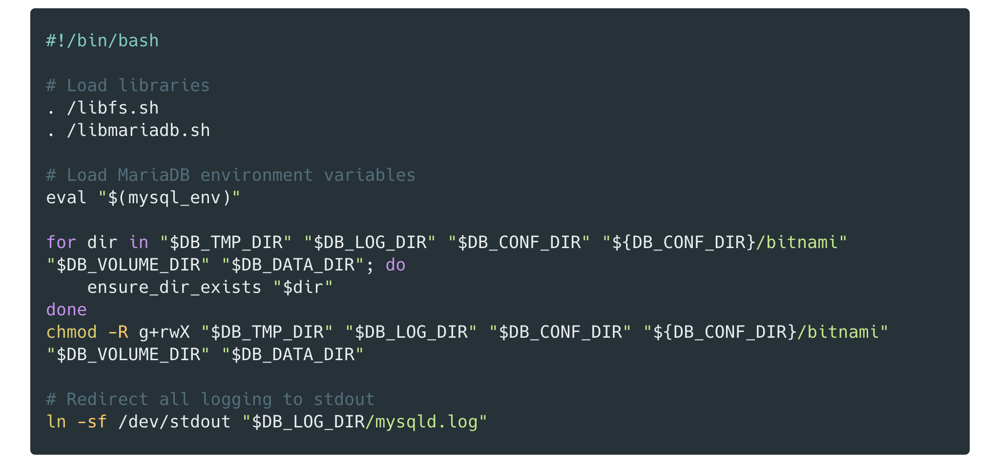 #!/bin/bash

# Load libraries
. /libfs.sh
. /libmariadb.sh

# Load MariaDB environment variables
eval "$(mysql_env)"

for dir in "$DB_TMP_DIR" "$DB_LOG_DIR" "$DB_CONF_DIR" "${DB_CONF_DIR}/bitnami"
"$DB_VOLUME_DIR" "$DB_DATA_DIR"; do
    ensure_dir_exists "$dir"
done
chmod -R g+rwX "$DB_TMP_DIR" "$DB_LOG_DIR" "$DB_CONF_DIR" "${DB_CONF_DIR}/bitnami"
"$DB_VOLUME_DIR" "$DB_DATA_DIR"

# Redirect all logging to stdout
ln -sf /dev/stdout "$DB_LOG_DIR/mysqld.log"